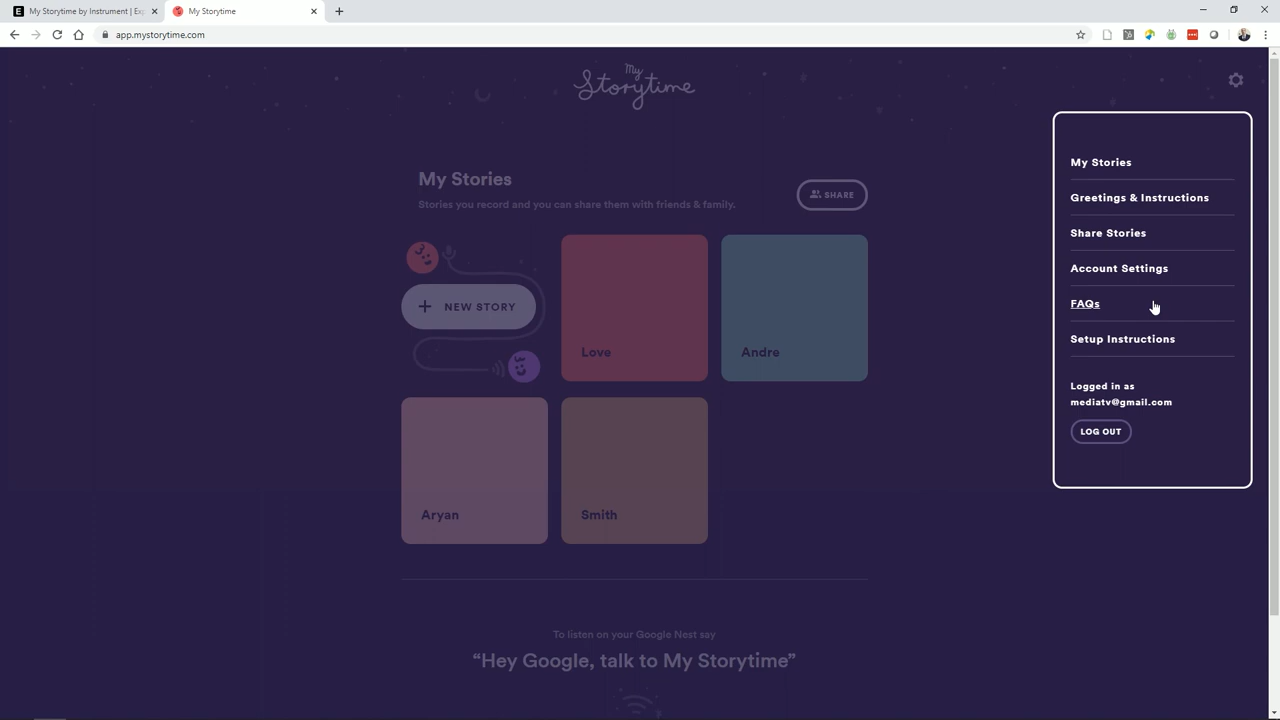 My Storytime by Instrument | Exp
My Storytime
app.mystorytime.com
My Storytime
My Stories
Stories you record and you can share them with friends & family.
SHARE
+ NEW STORY
Love
Andre
Aryan
Smith
To listen on your Google Nest say
“Hey Google, talk to My Storytime”
My Stories
Greetings & Instructions
Share Stories
Account Settings
FAQs
Setup Instructions
Logged in as
mediatv@gmail.com
LOG OUT